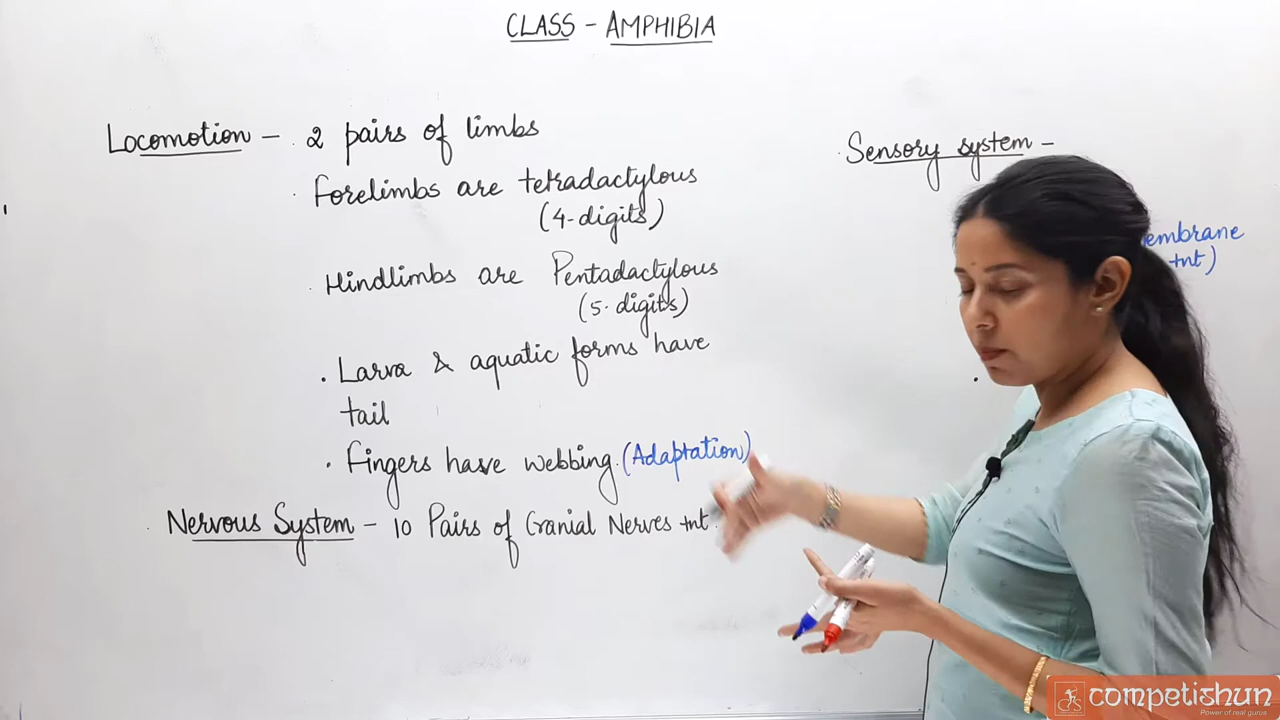 CLASS - AMPHIBIA
Locomotion - . 2 pairs of limbs
. Forelimbs are tetradactylous
(4-digits)
. Hindlimbs are Pentadactylous
(5-digits)
. Larva & aquatic forms have
tail
. Fingers have webbing. (Adaptation)
. Nervous System - 10 Pairs of Cranial Nerves +nt.
. Sensory system -
embrane
+nt)
competishun
Power of real gurus